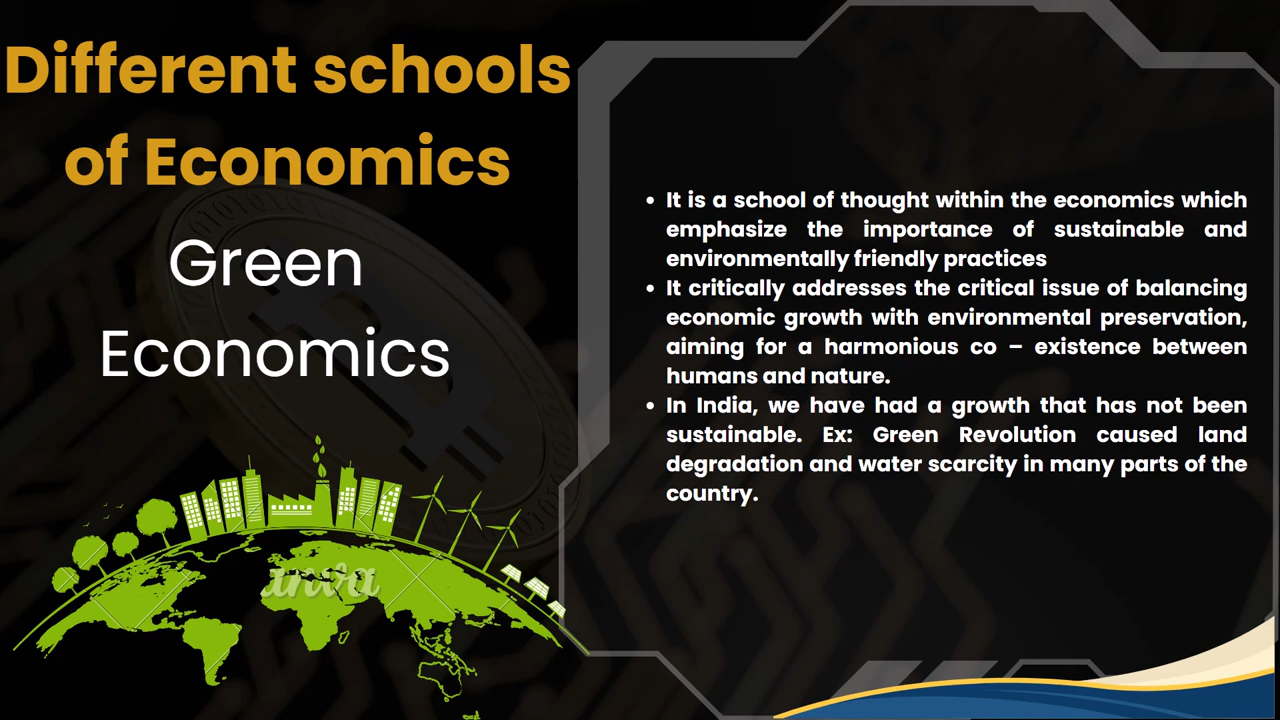 Different schools
of Economics
Green
Economics
• It is a school of thought within the economics which
emphasize the importance of sustainable and
environmentally friendly practices
• It critically addresses the critical issue of balancing
economic growth with environmental preservation,
aiming for a harmonious co – existence between
humans and nature.
• In India, we have had a growth that has not been
sustainable. Ex: Green Revolution caused land
degradation and water scarcity in many parts of the
country.